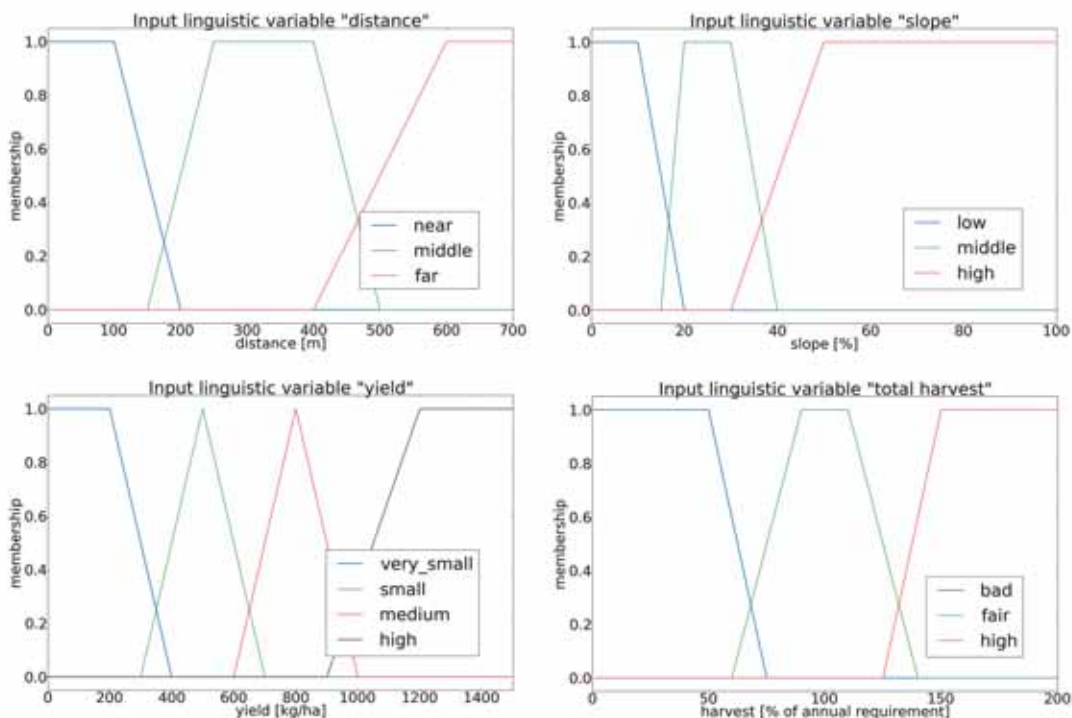 Input linguistic variable "distance"
1.0
0.8
0.6
0.4
0.2
0.0
membership
near
middle
far
0 100 200 300 400 500 600 700
distance [m]
Input linguistic variable "slope"
1.0
0.8
0.6
0.4
0.2
0.0
membership
low
middle
high
0 20 40 60 80 100
slope [%]
Input linguistic variable "yield"
1.0
0.8
0.6
0.4
0.2
0.0
membership
very_small
small
medium
high
0 200 400 600 800 1000 1200 1400
yield [kg/ha]
Input linguistic variable "total harvest"
1.0
0.8
0.6
0.4
0.2
0.0
membership
bad
fair
high
0 50 100 150 200
harvest [% of annual requirement]